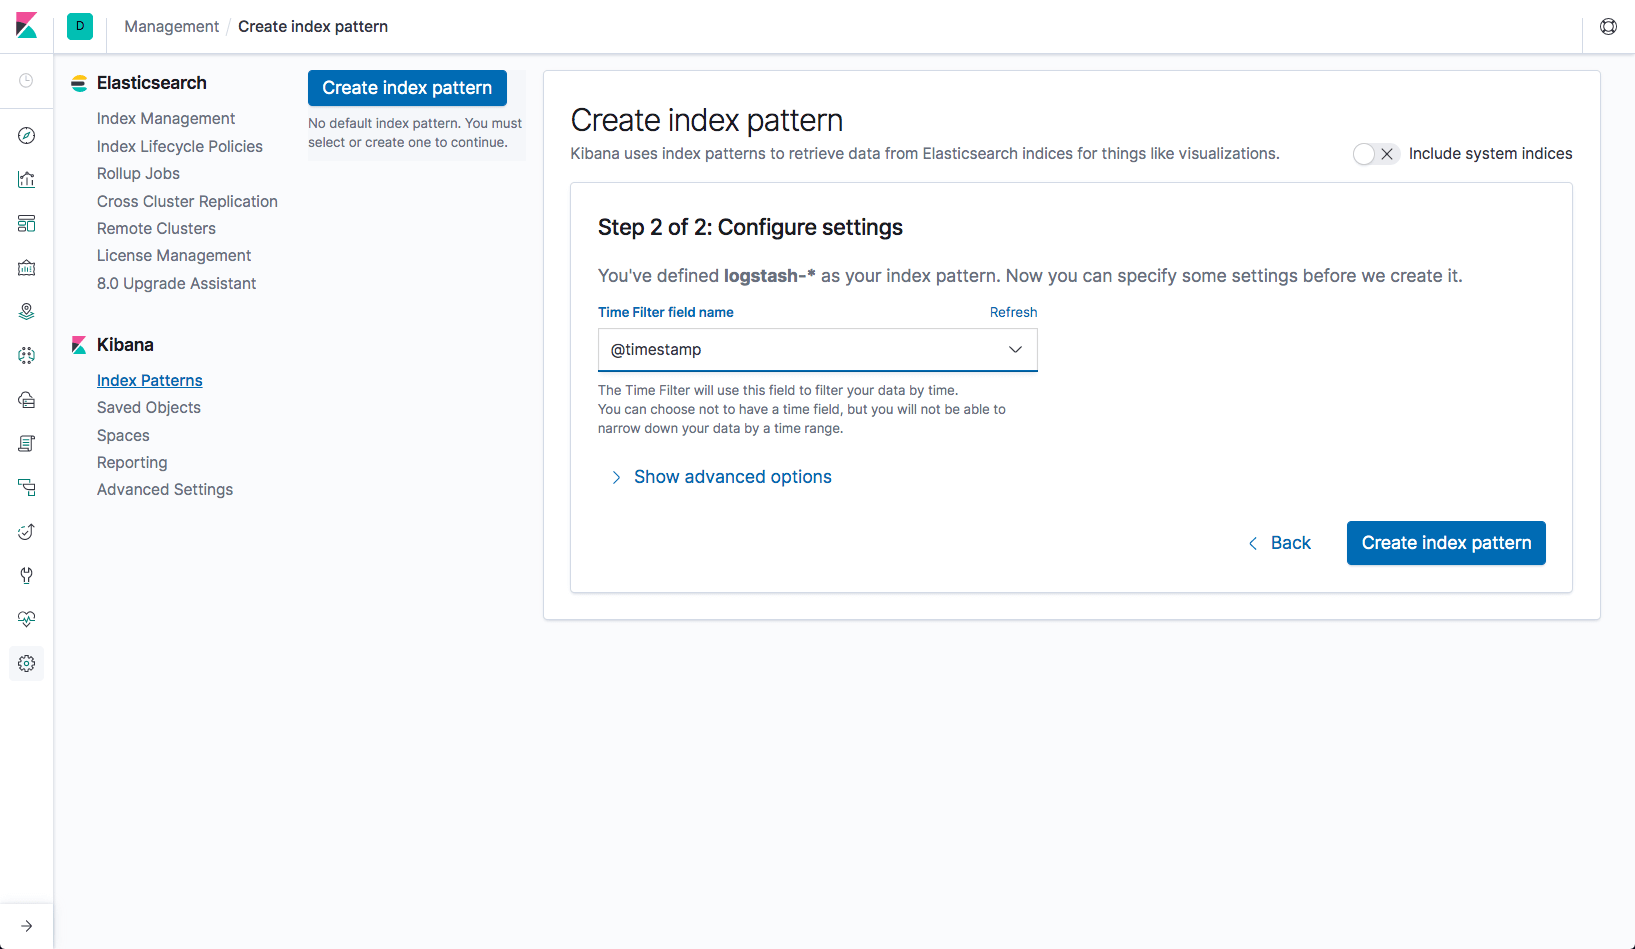 D
Management / Create index pattern
Elasticsearch
Index Management
Index Lifecycle Policies
Rollup Jobs
Cross Cluster Replication
Remote Clusters
License Management
8.0 Upgrade Assistant
Kibana
Index Patterns
Saved Objects
Spaces
Reporting
Advanced Settings
Create index pattern
No default index pattern. You must
select or create one to continue.
Create index pattern
Kibana uses index patterns to retrieve data from Elasticsearch indices for things like visualizations.
Include system indices
Step 2 of 2: Configure settings
You've defined logstash-* as your index pattern. Now you can specify some settings before we create it.
Time Filter field name
Refresh
@timestamp
The Time Filter will use this field to filter your data by time.
You can choose not to have a time field, but you will not be able to
narrow down your data by a time range.
Show advanced options
Back
Create index pattern